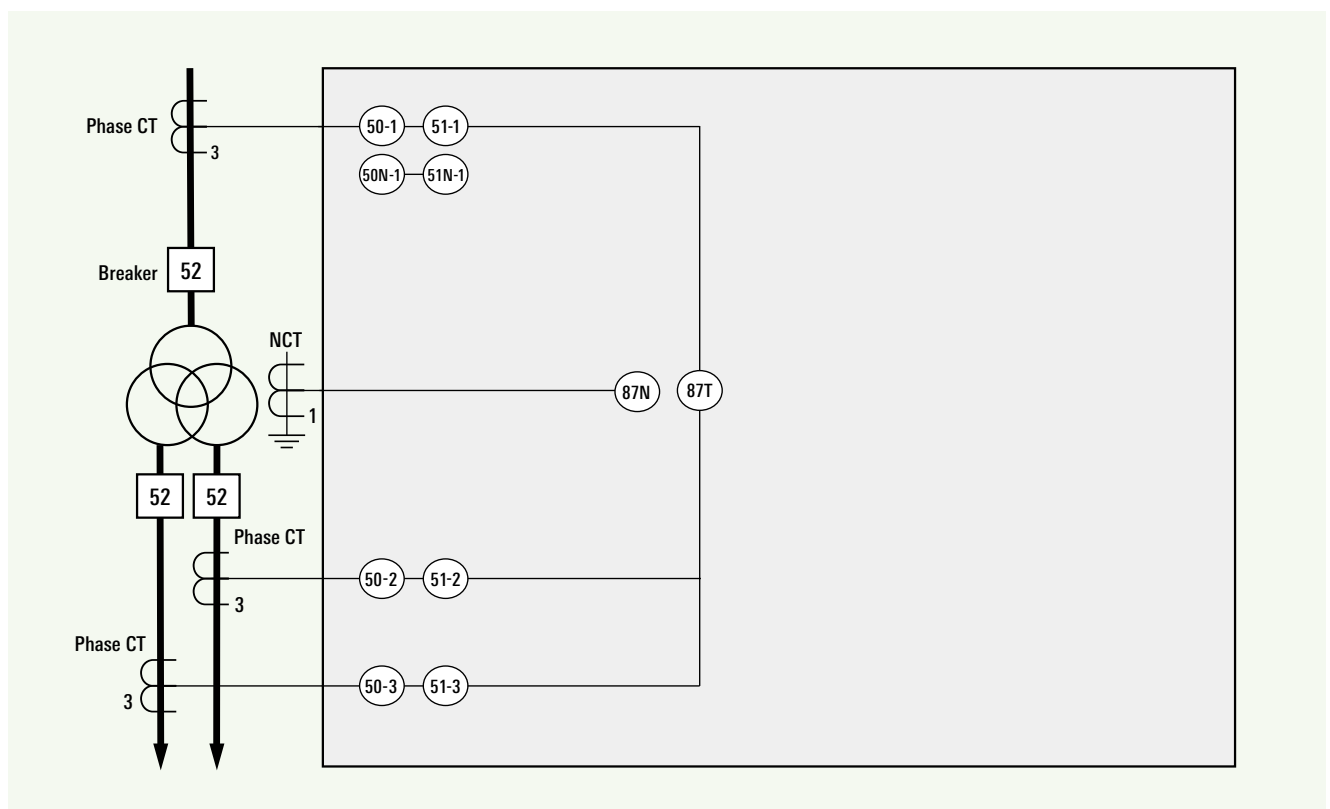 Phase CT
3
50-1
51-1
50N-1
51N-1
Breaker
52
NCT
1
87N
87T
52
52
Phase CT
3
50-2
51-2
Phase CT
3
50-3
51-3